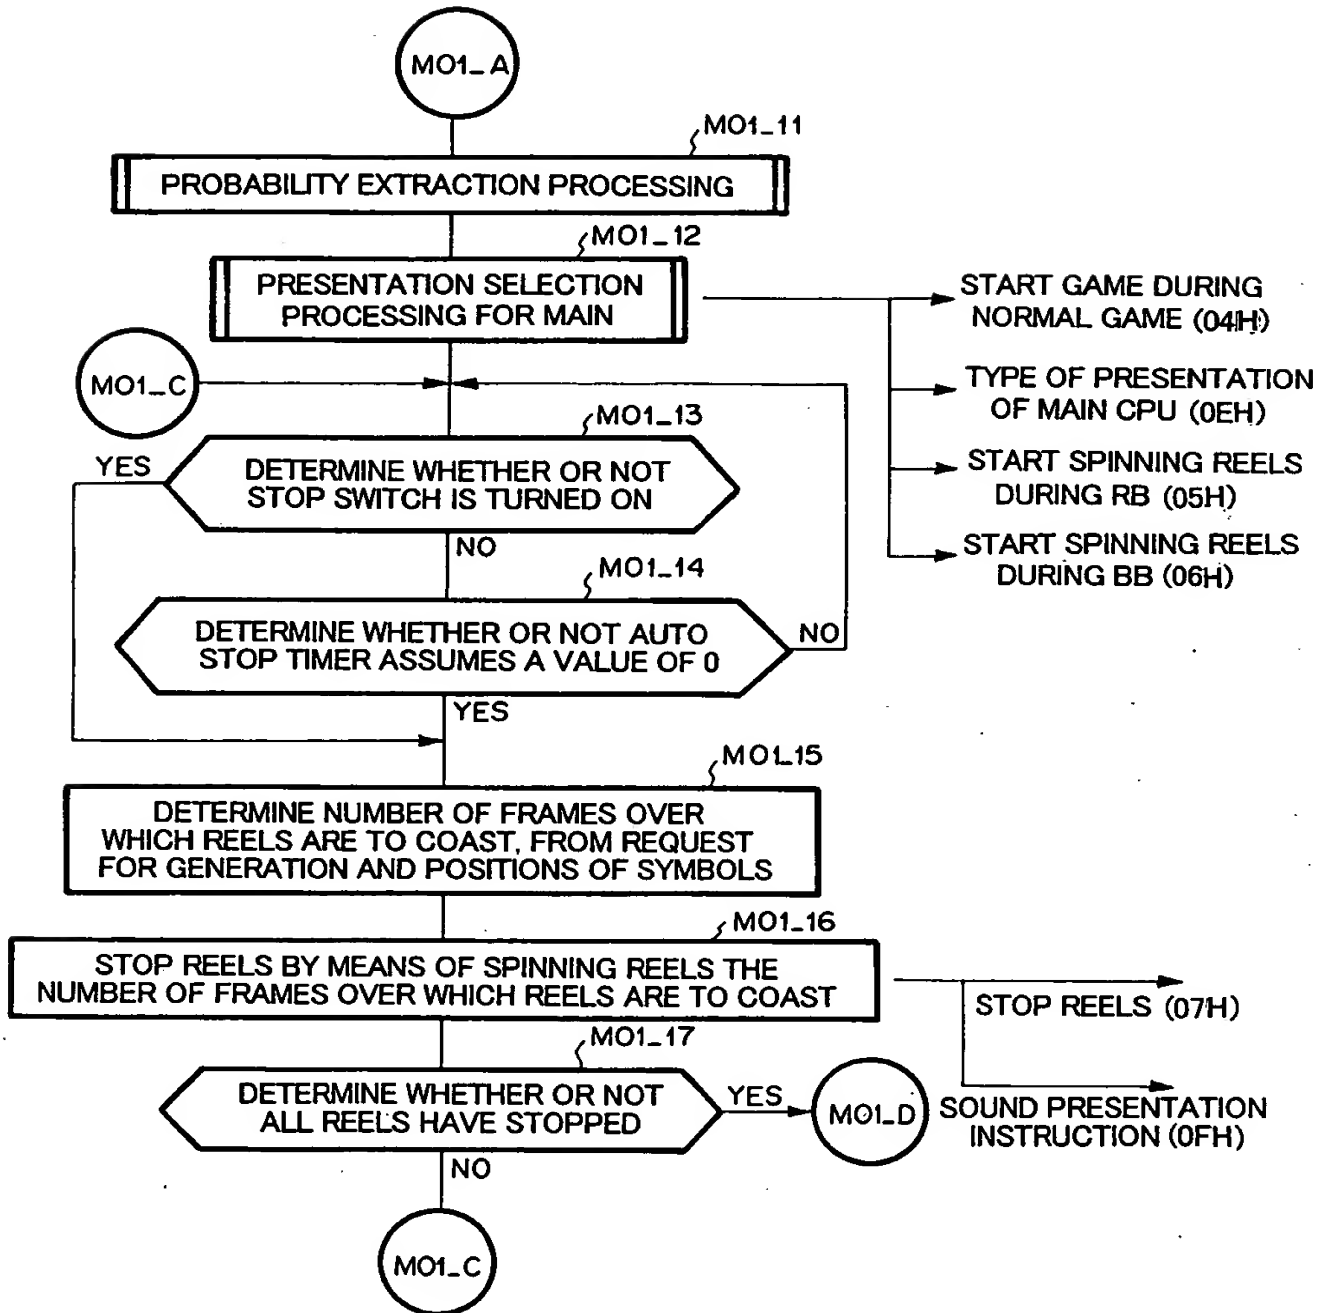 MO1_A
MO1_11
PROBABILITY EXTRACTION PROCESSING
MO1_12
PRESENTATION SELECTION
PROCESSING FOR MAIN
START GAME DURING
NORMAL GAME (04H)
TYPE OF PRESENTATION
OF MAIN CPU (0EH)
START SPINNING REELS
DURING RB (05H)
START SPINNING REELS
DURING BB (06H)
MO1_C
MO1_13
YES
DETERMINE WHETHER OR NOT
STOP SWITCH IS TURNED ON
NO
MO1_14
DETERMINE WHETHER OR NOT AUTO
STOP TIMER ASSUMES A VALUE OF 0
NO
YES
MO1_15
DETERMINE NUMBER OF FRAMES OVER
WHICH REELS ARE TO COAST, FROM REQUEST
FOR GENERATION AND POSITIONS OF SYMBOLS
MO1_16
STOP REELS BY MEANS OF SPINNING REELS THE
NUMBER OF FRAMES OVER WHICH REELS ARE TO COAST
STOP REELS (07H)
SOUND PRESENTATION
INSTRUCTION (0FH)
MO1_17
DETERMINE WHETHER OR NOT
ALL REELS HAVE STOPPED
YES
MO1_D
NO
MO1_C